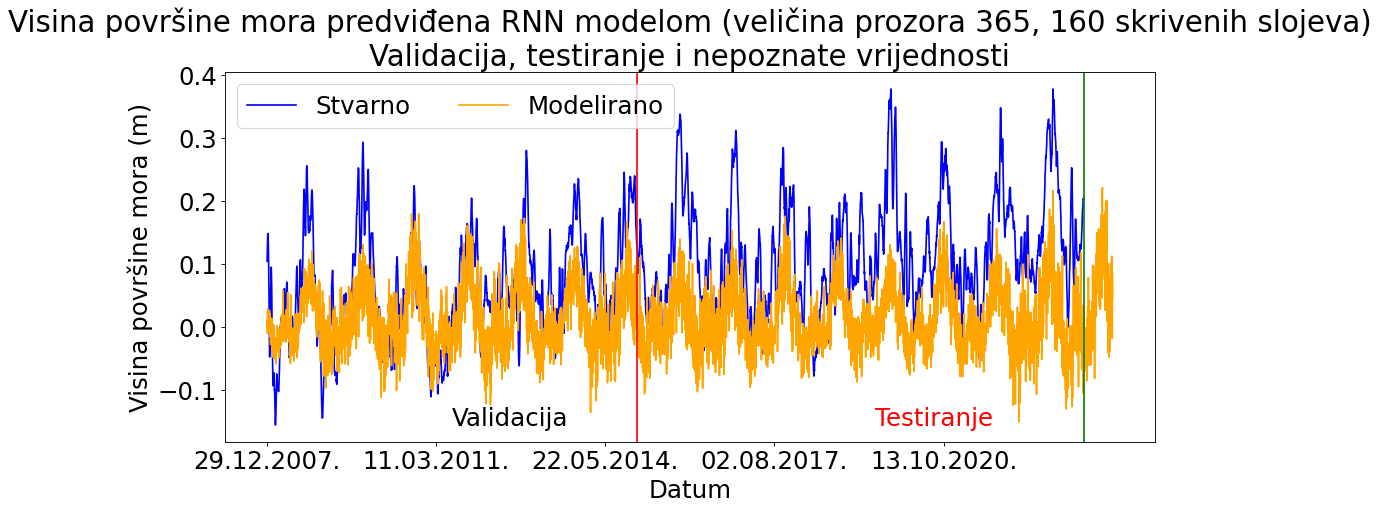 Visina površine mora predviđena RNN modelom (veličina prozora 365, 160 skrivenih slojeva)
Validacija, testiranje i nepoznate vrijednosti
Stvarno Modelirano
Visina površine mora (m)
0.4
0.3
0.2
0.1
0.0
−0.1
Validacija Testiranje
29.12.2007. 11.03.2011. 22.05.2014. 02.08.2017. 13.10.2020.
Datum